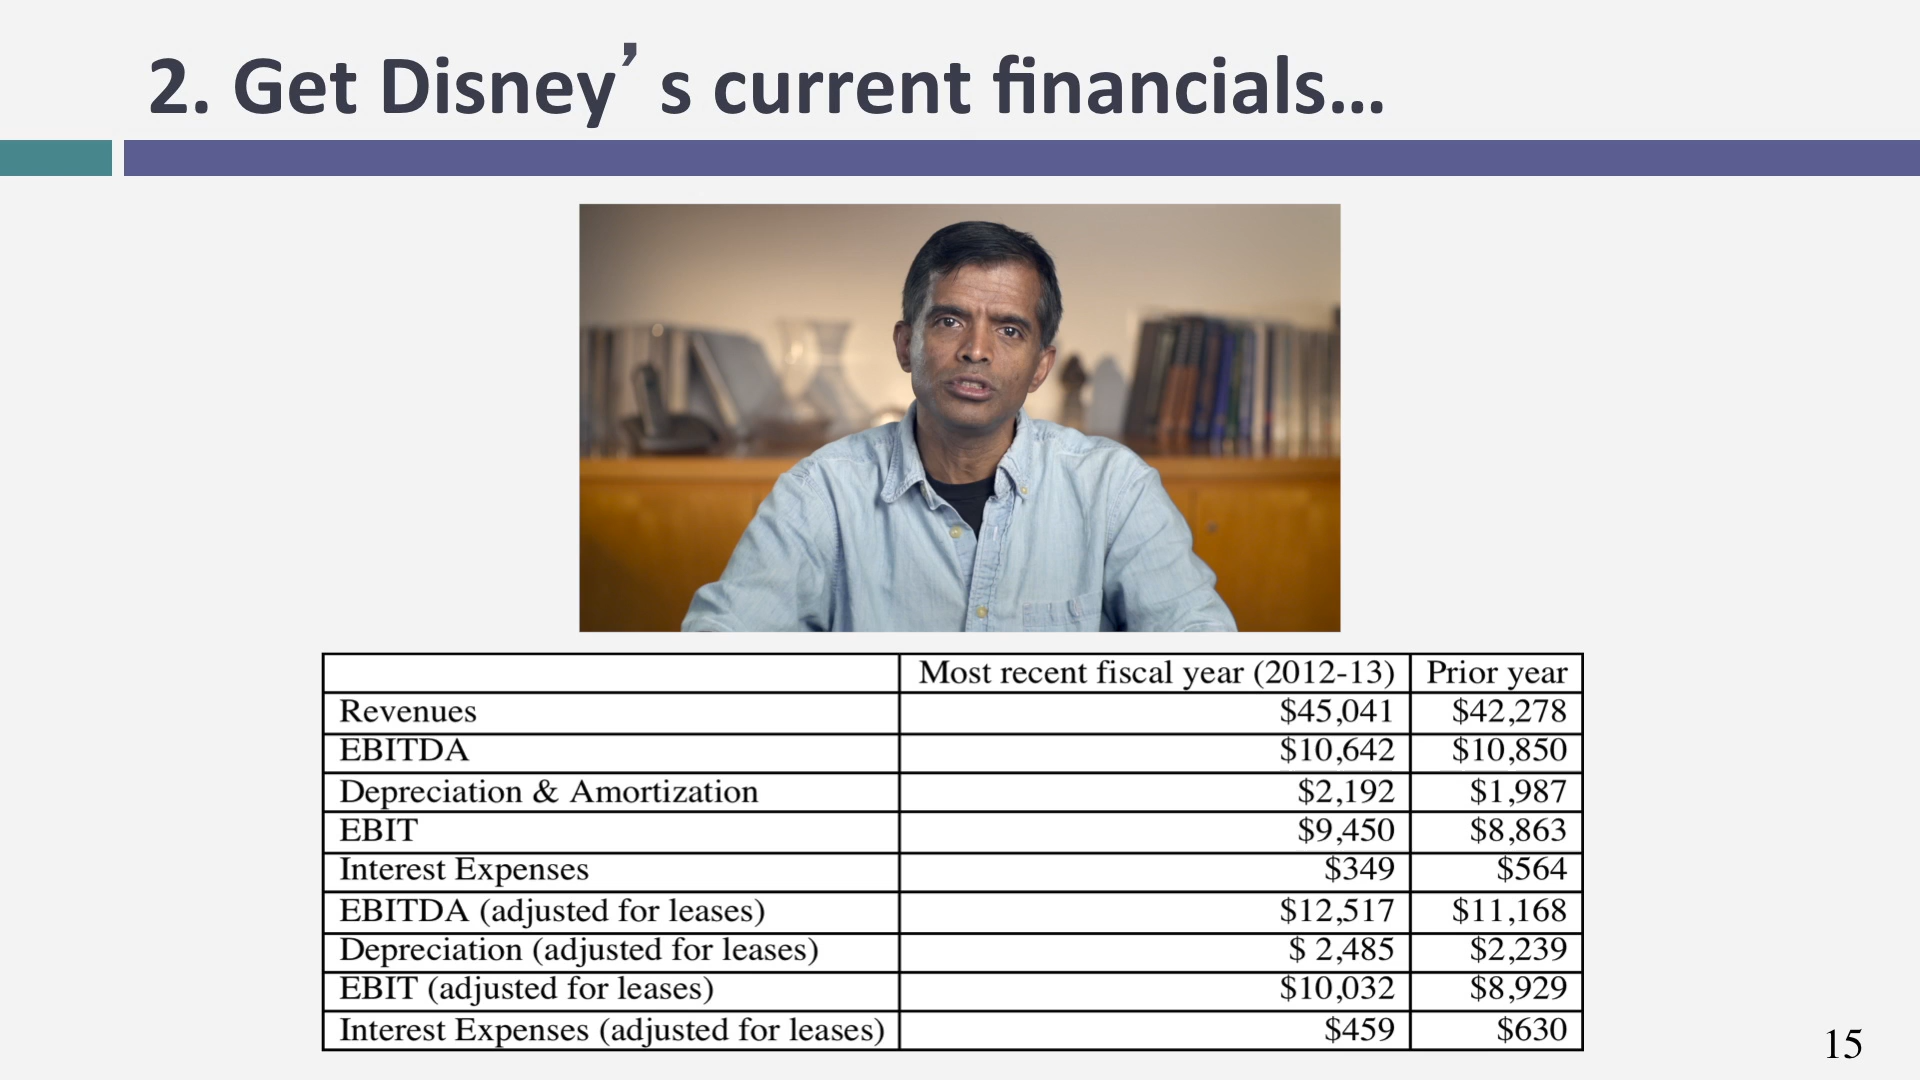 2. Get Disney’s current financials…
Most recent fiscal year (2012-13) Prior year
Revenues $45,041 $42,278
EBITDA $10,642 $10,850
Depreciation & Amortization $2,192 $1,987
EBIT $9,450 $8,863
Interest Expenses $349 $564
EBITDA (adjusted for leases) $12,517 $11,168
Depreciation (adjusted for leases) $ 2,485 $2,239
EBIT (adjusted for leases) $10,032 $8,929
Interest Expenses (adjusted for leases) $459 $630
15